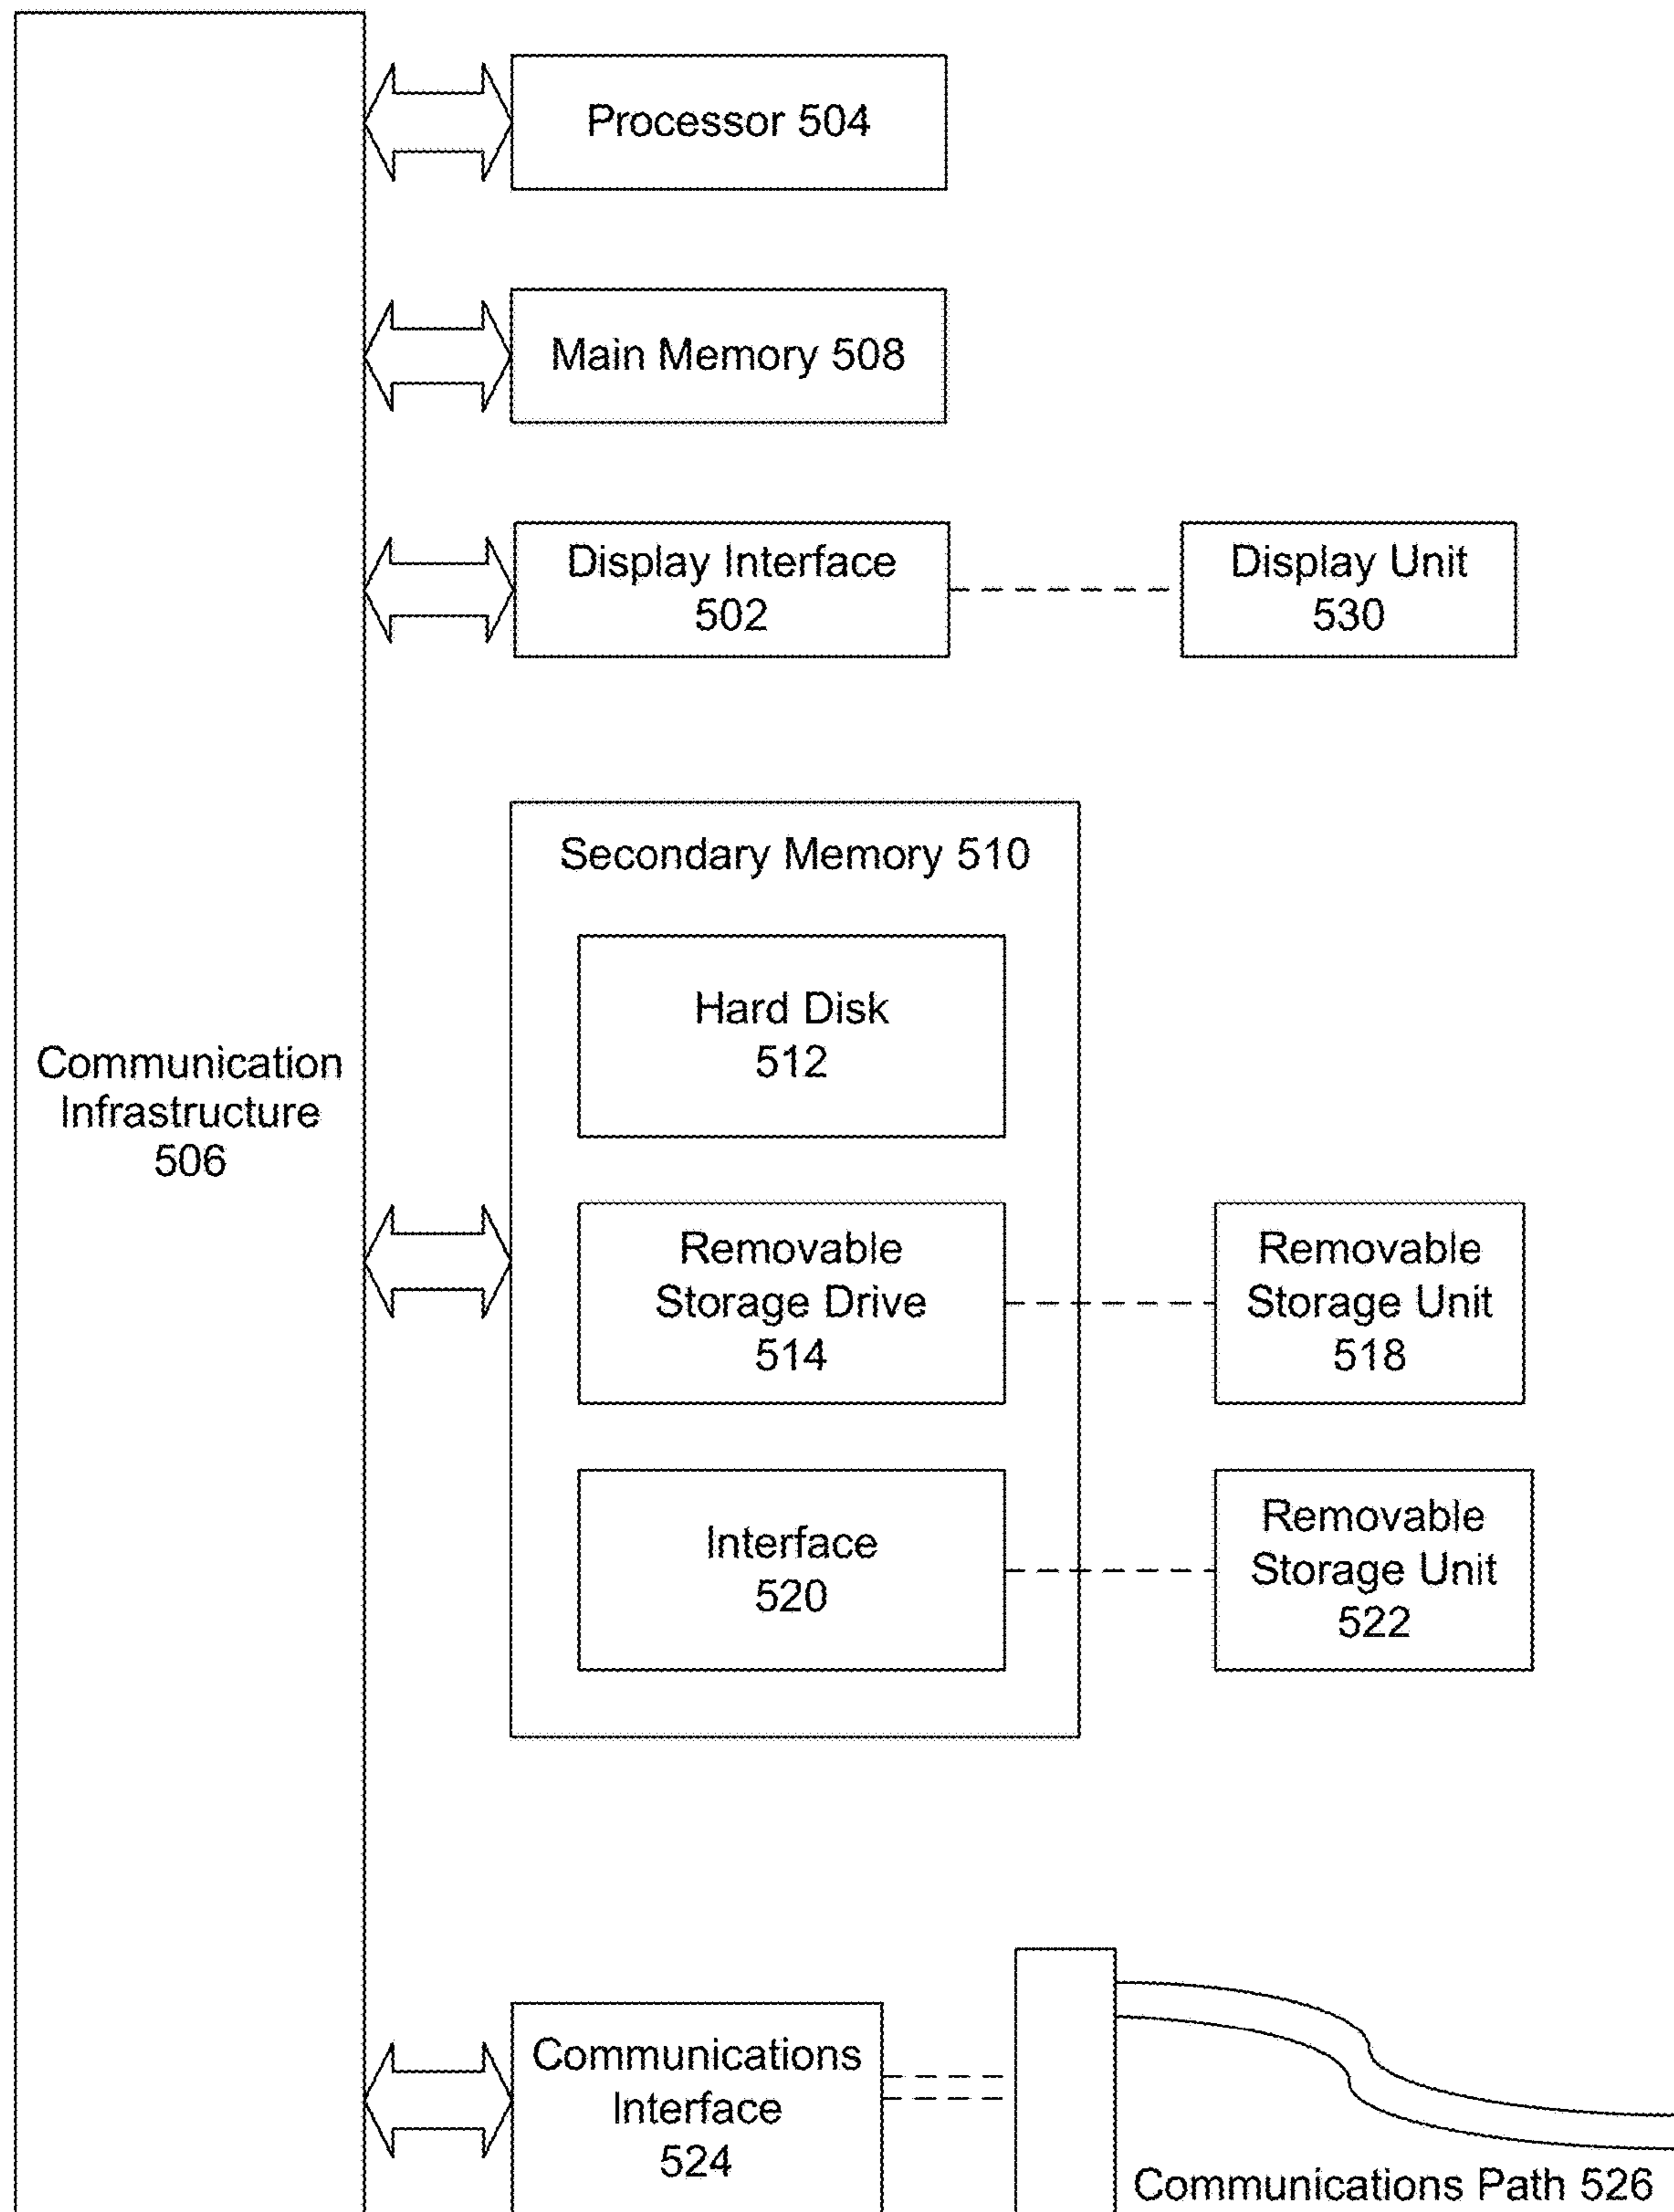 Processor 504
Main Memory 508
Display Interface
502
Display Unit
530
Secondary Memory 510
Hard Disk
512
Communication
Infrastructure
506
Removable
Storage Drive
514
Removable
Storage Unit
518
Interface
520
Removable
Storage Unit
522
Communications
Interface
524
Communications Path 526